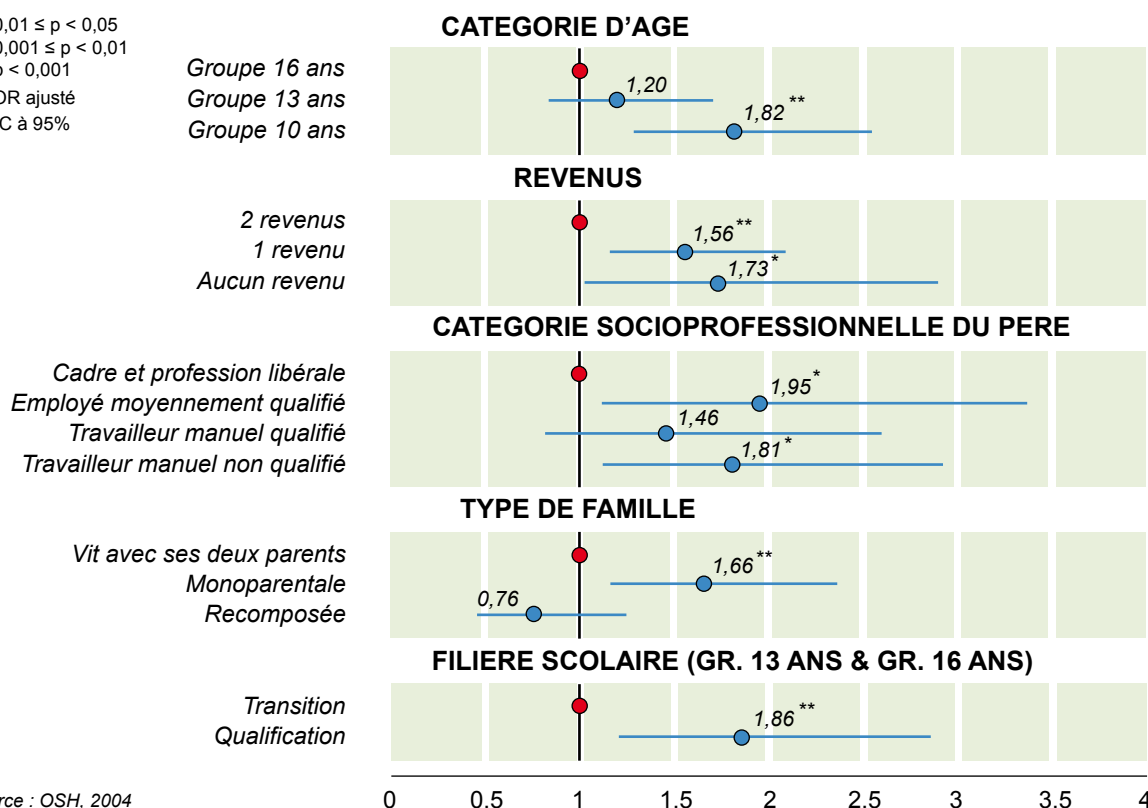 0,01 ≤ p < 0,05
0,001 ≤ p < 0,01
p < 0,001
OR ajusté
IC à 95%
CATEGORIE D'AGE
Groupe 16 ans
Groupe 13 ans 1,20
Groupe 10 ans 1,82 **
REVENUS
2 revenus
1 revenu 1,56 **
Aucun revenu 1,73 *
CATEGORIE SOCIOPROFESSIONNELLE DU PERE
Cadre et profession libérale
Employé moyennement qualifié 1,95 *
Travailleur manuel qualifié 1,46
Travailleur manuel non qualifié 1,81 *
TYPE DE FAMILLE
Vit avec ses deux parents
Monoparentale 1,66 **
Recomposée 0,76
FILIERE SCOLAIRE (GR. 13 ANS & GR. 16 ANS)
Transition
Qualification 1,86 **
0 0.5 1 1.5 2 2.5 3 3.5 4
rce : OSH, 2004